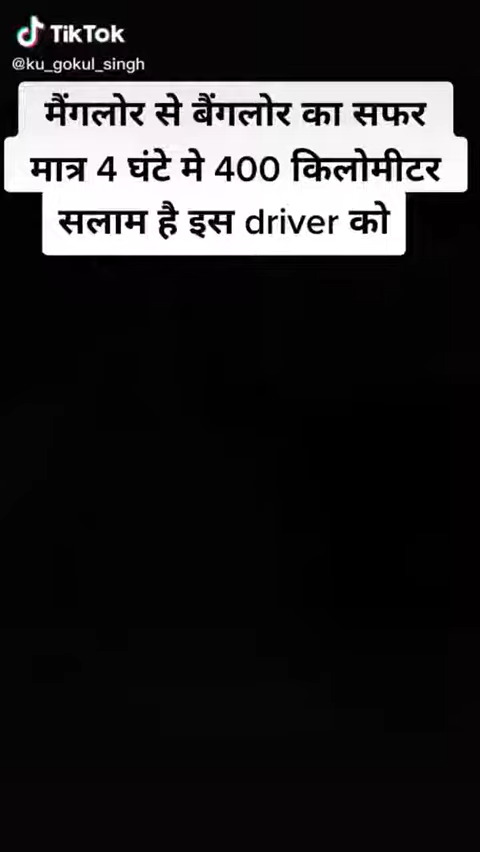 TikTok
@ku_gokul_singh
मैंगलोर से बैंगलोर का सफर
मात्र 4 घंटे मे 400 किलोमीटर
सलाम है इस driver को